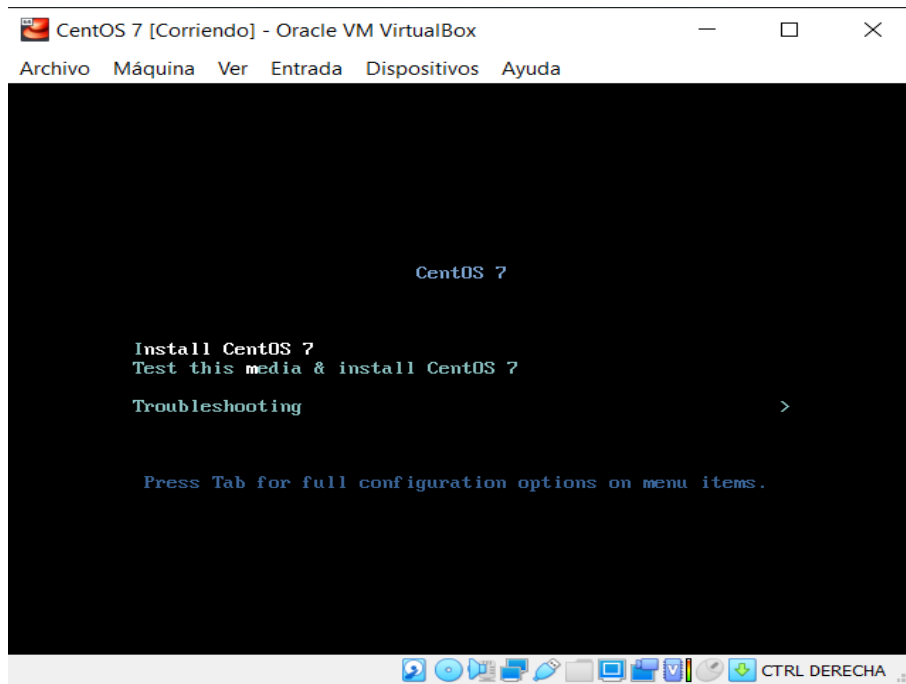 CentOS 7 [Corriendo] - Oracle VM VirtualBox
Archivo Máquina Ver Entrada Dispositivos Ayuda
CentOS 7
Install CentOS 7
Test this media & install CentOS 7
Troubleshooting >
Press Tab for full configuration options on menu items.
CTRL DERECHA